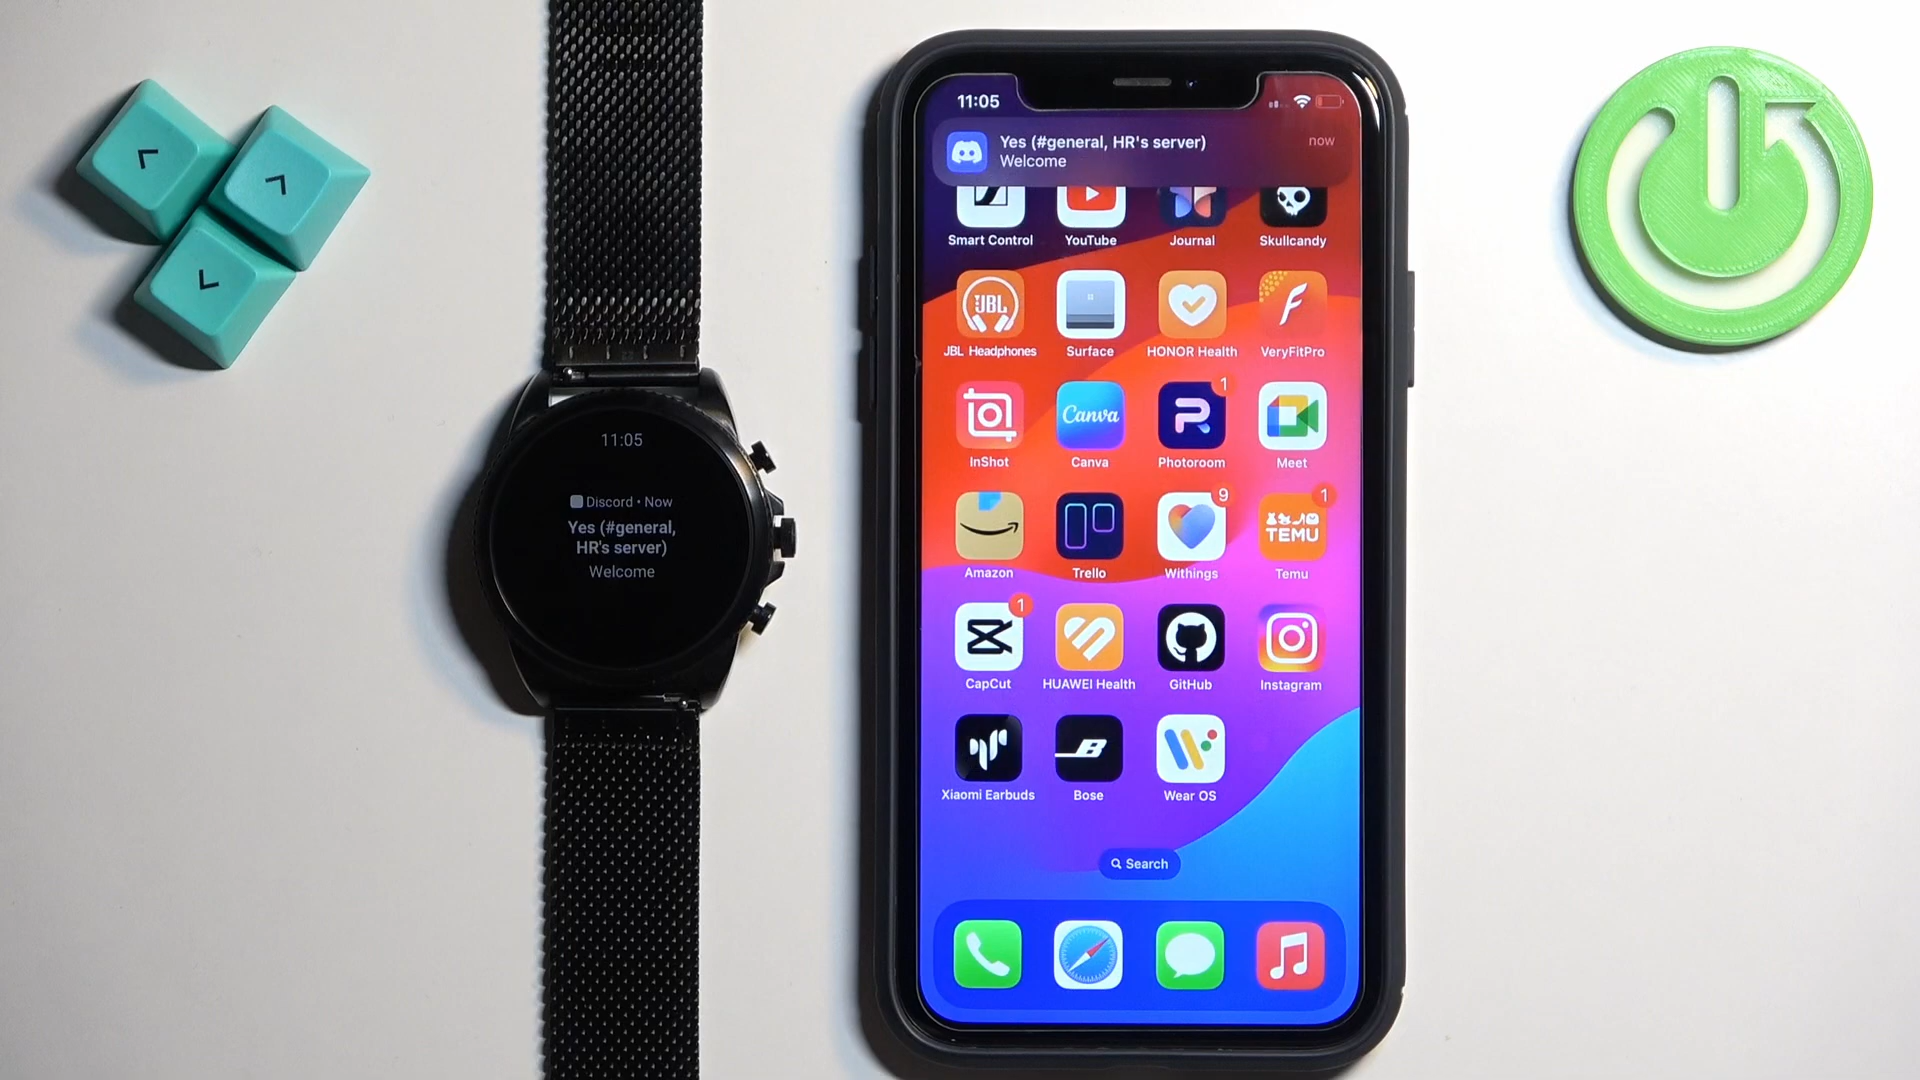 11:05
Discord • Now
Yes (#general,
HR's server)
Welcome
11:05
Yes (#general, HR's server)
now
Welcome
Smart Control YouTube Journal Skullcandy
JBL
JBL Headphones Surface HONOR Health VeryFitPro
Canva
1
InShot Canva Photoroom Meet
9
1
TEMU
Amazon Trello Withings Temu
1
CapCut HUAWEI Health GitHub Instagram
Xiaomi Earbuds Bose Wear OS
Search